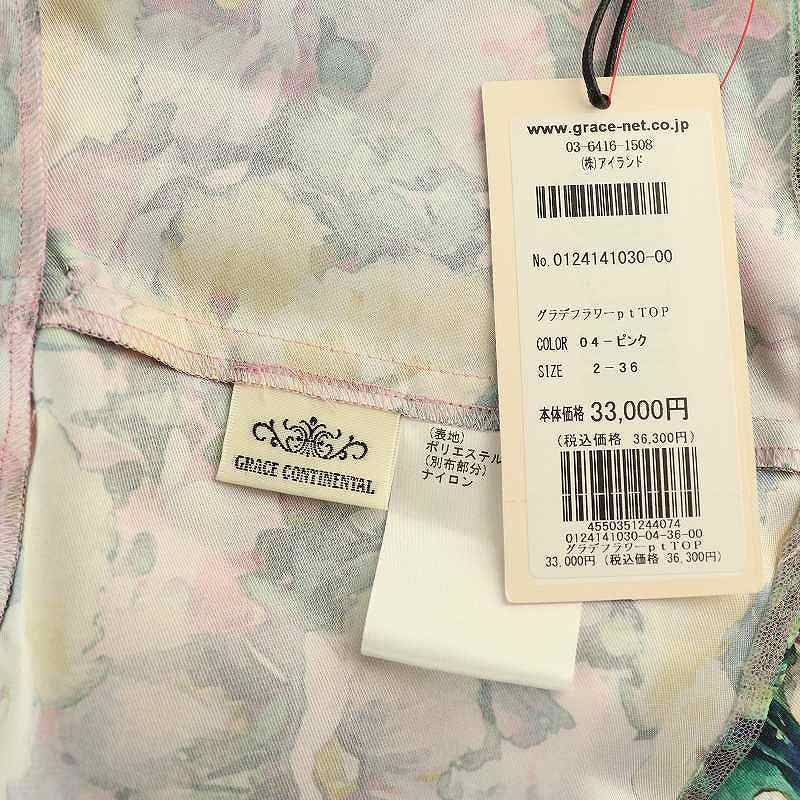 www.grace-net.co.jp
03-6416-1508
(株)アイランド
No. 0124141030-00
グラデフラワーptTOP
COLOR 04-ピンク
SIZE 2-36
本体価格 33,000円
(税込価格 36,300円)
4550351244074
0124141030-04-36-00
グラデフラワーptTOP
33,000円 (税込価格 36,300円)
GRACE CONTINENTAL
(表地)
ポリエステル
(別布部分)
ナイロン